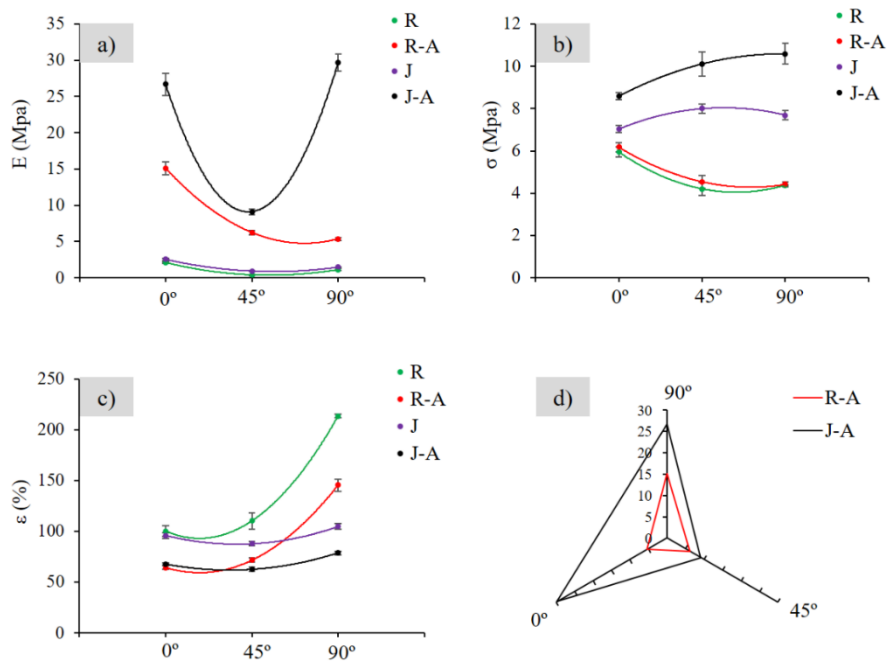 a)
E (Mpa)
35
30
25
20
15
10
5
0
0º 45º 90º
R
R-A
J
J-A
b)
σ (Mpa)
12
10
8
6
4
2
0
0º 45º 90º
R
R-A
J
J-A
c)
ε (%)
250
200
150
100
50
0
0º 45º 90º
R
R-A
J
J-A
d)
90º
30
25
20
15
10
5
0
0º
45º
R-A
J-A